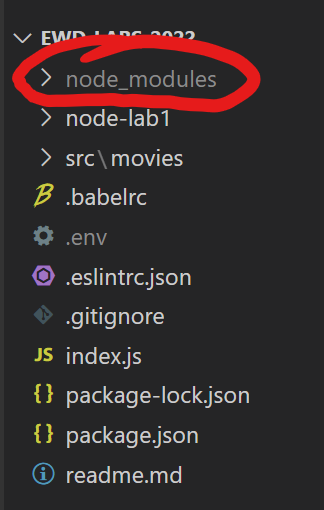 EWD-LABS-2022
node_modules
node-lab1
src\movies
.babelrc
.env
.eslintrc.json
.gitignore
JS index.js
{ } package-lock.json
{ } package.json
readme.md